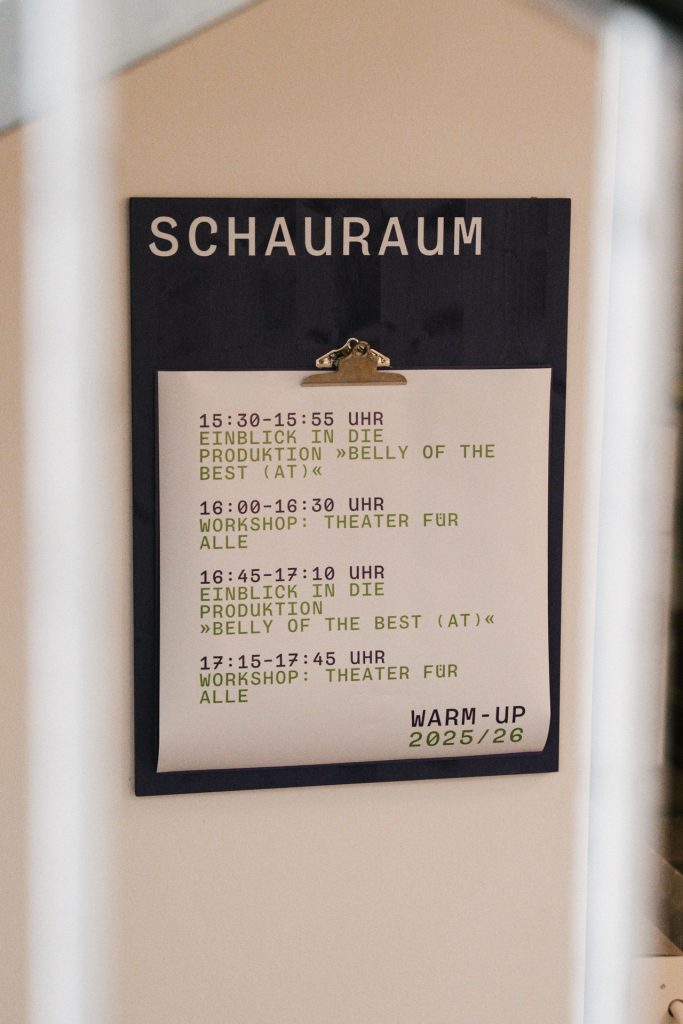 SCHAURAUM
15:30-15:55 UHR
EINBLICK IN DIE
PRODUKTION »BELLY OF THE
BEST (AT)«
16:00-16:30 UHR
WORKSHOP: THEATER FÜR
ALLE
16:45-17:10 UHR
EINBLICK IN DIE
PRODUKTION
»BELLY OF THE BEST (AT)«
17:15-17:45 UHR
WORKSHOP: THEATER FÜR
ALLE
WARM-UP
2025/26